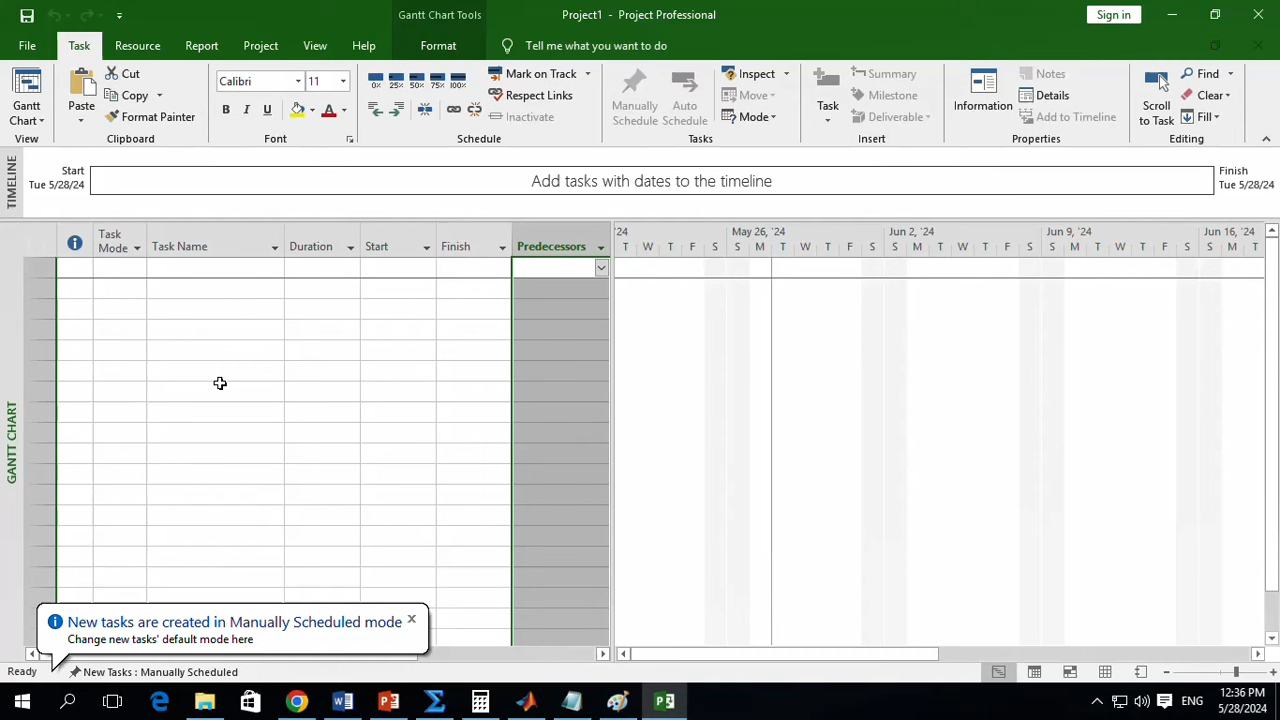 Gantt Chart Tools
Project1 - Project Professional
Sign in
File Task Resource Report Project View Help Format Tell me what you want to do
Gantt Chart
View
Paste
Cut
Copy
Format Painter
Clipboard
Calibri 11
B I U A
Font
0% 25% 50% 75% 100%
Mark on Track
Respect Links
Inactivate
Schedule
Manually Schedule
Auto Schedule
Inspect
Move
Mode
Tasks
Task
Summary
Milestone
Deliverable
Insert
Information
Notes
Details
Add to Timeline
Properties
Scroll to Task
Find
Clear
Fill
Editing
TIMELINE
Start
Tue 5/28/24
Add tasks with dates to the timeline
Finish
Tue 5/28/24
Task Mode
Task Name
Duration
Start
Finish
Predecessors
'24 May 26, '24 Jun 2, '24 Jun 9, '24 Jun 16, '24
T W T F S S M T W T F S S M T W T F S S M T W T F S S M T
GANTT CHART
New tasks are created in Manually Scheduled mode
Change new tasks' default mode here
Ready New Tasks : Manually Scheduled
ENG
12:36 PM
5/28/2024